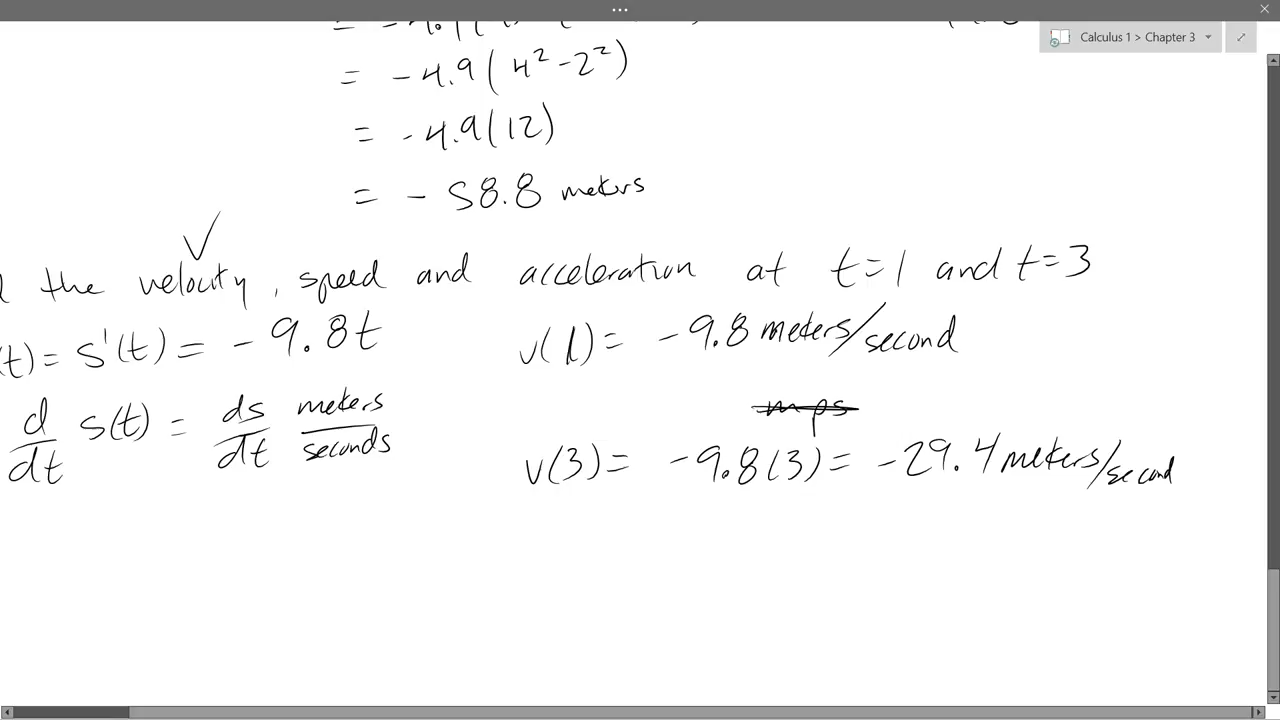 Calculus 1 > Chapter 3
= -4.9(4² - 2²)
= -4.9(12)
= - 58.8 meters
the velocity, speed and acceleration at t=1 and t=3
(t) = s'(t) = - 9.8t
v(1) = -9.8 meters/second
d/dt s(t) = ds/dt meters/seconds
mps
v(3) = -9.8(3) = -29.4 meters/second